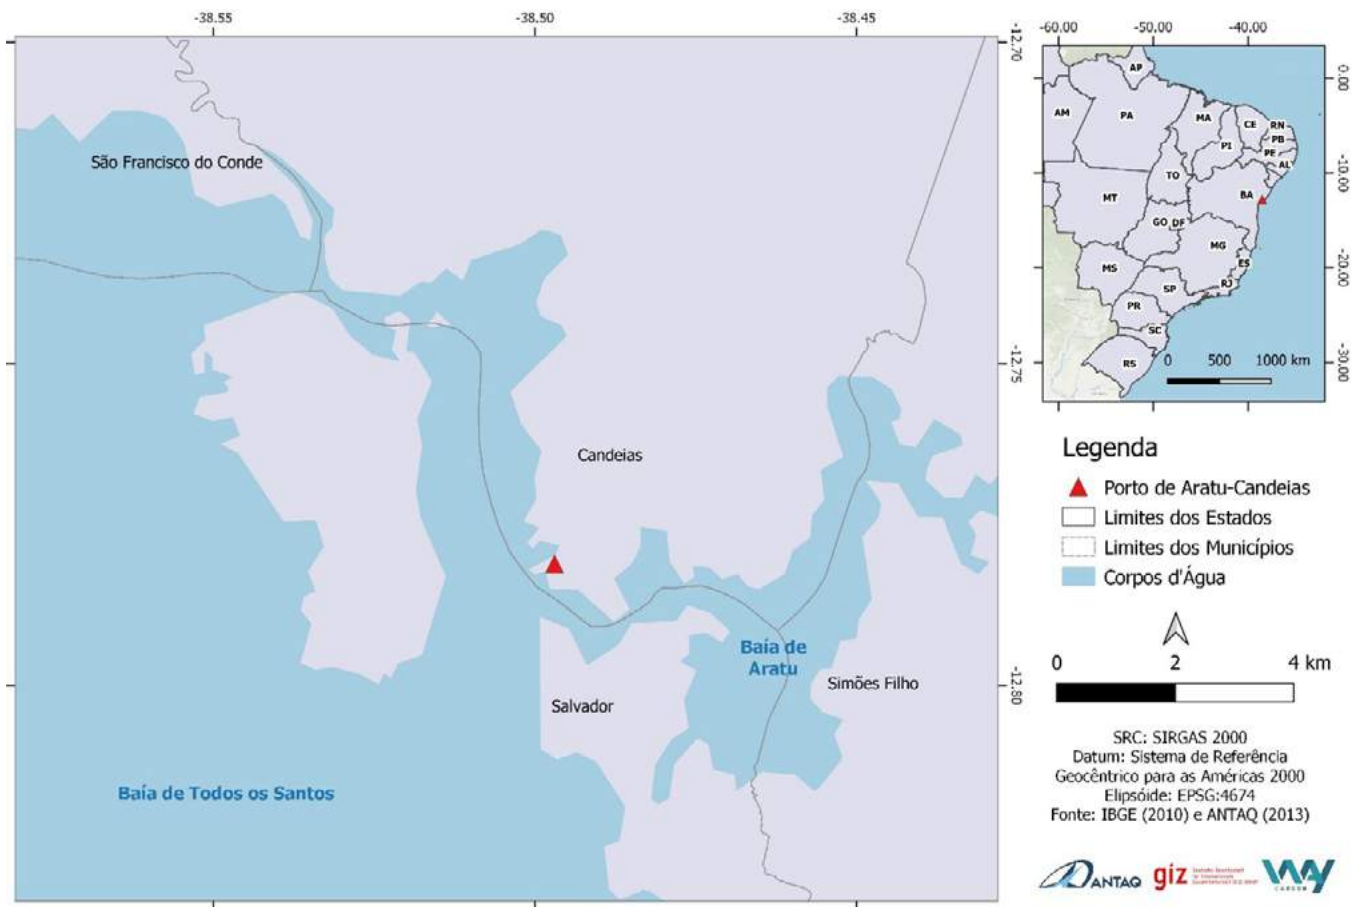 -38.55
-38.50
-38.45
-12.70
-12.75
-12.80
São Francisco do Conde
Candeias
Baía de
Aratu
Simões Filho
Salvador
Baía de Todos os Santos
-60.00
-50.00
-40.00
0.00
-10.00
-20.00
-30.00
AP
AM
PA
MA
CE
RN
PB
PI
PE
AL
TO
BA
MT
GO
DF
MG
ES
MS
SP
RJ
PR
SC
RS
0 500 1000 km
Legenda
Porto de Aratu-Candeias
Limites dos Estados
Limites dos Municípios
Corpos d'Água
0 2 4 km
SRC: SIRGAS 2000
Datum: Sistema de Referência
Geocêntrico para as Américas 2000
Elipsóide: EPSG:4674
Fonte: IBGE (2010) e ANTAQ (2013)
ANTAQ
giz
WAY
CARBON